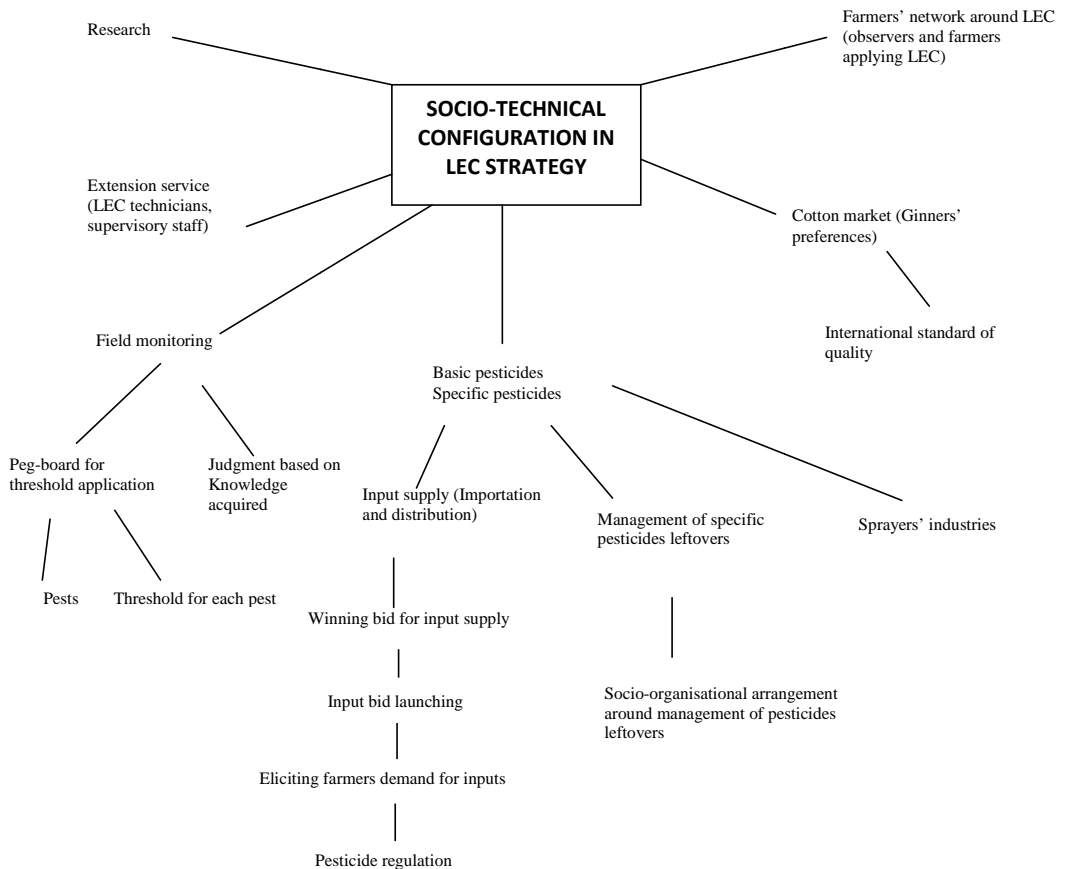 Research
Farmers’ network around LEC
(observers and farmers
applying LEC)
SOCIO-TECHNICAL
CONFIGURATION IN
LEC STRATEGY
Extension service
(LEC technicians,
supervisory staff)
Cotton market (Ginners’
preferences)
International standard of
quality
Field monitoring
Basic pesticides
Specific pesticides
Peg-board for
threshold application
Judgment based on
Knowledge
acquired
Input supply (Importation
and distribution)
Management of specific
pesticides leftovers
Sprayers’ industries
Pests
Threshold for each pest
Winning bid for input supply
Input bid launching
Socio-organisational arrangement
around management of pesticides
leftovers
Eliciting farmers demand for inputs
Pesticide regulation